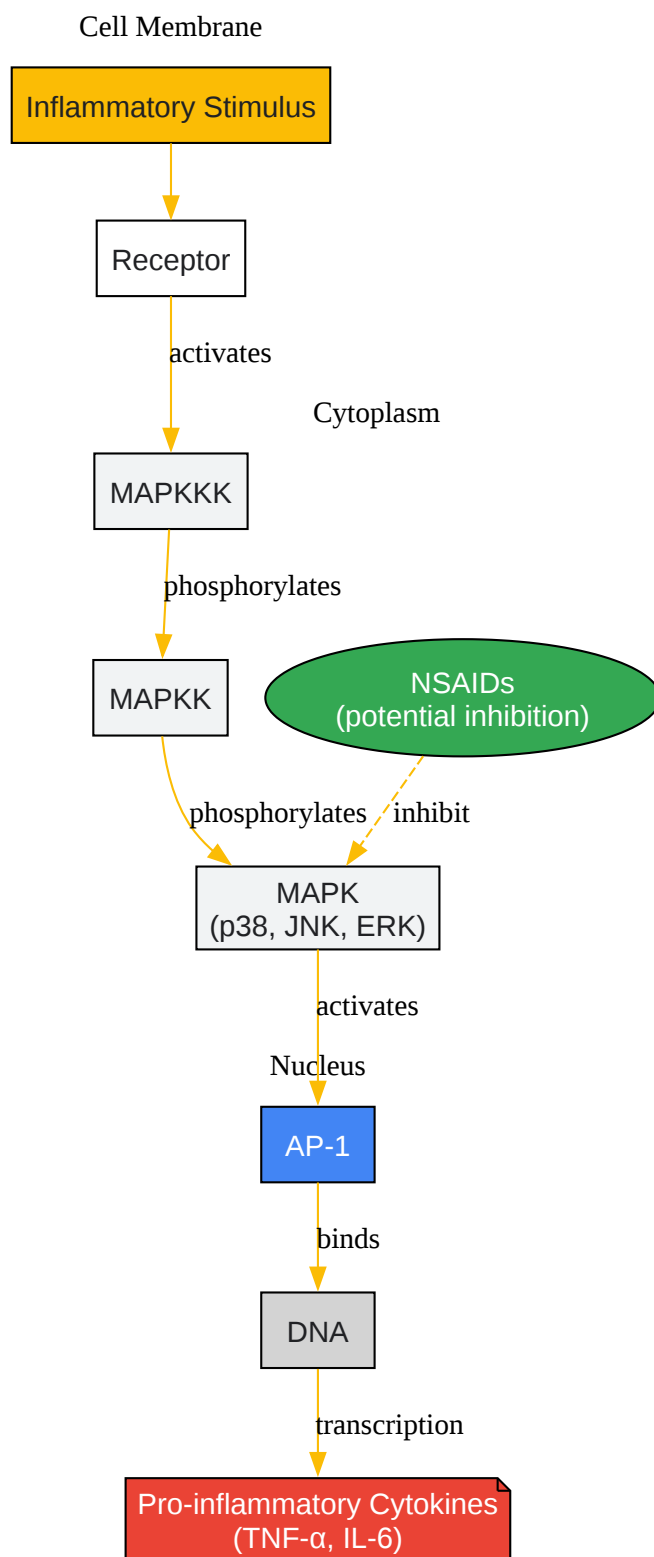 Cell Membrane
Inflammatory Stimulus
Receptor
activates
Cytoplasm
MAPKKK
phosphorylates
MAPKK
NSAIDs
(potential inhibition)
phosphorylates
inhibit
MAPK
(p38, JNK, ERK)
activates
Nucleus
AP-1
binds
DNA
transcription
Pro-inflammatory Cytokines
(TNF-α, IL-6)